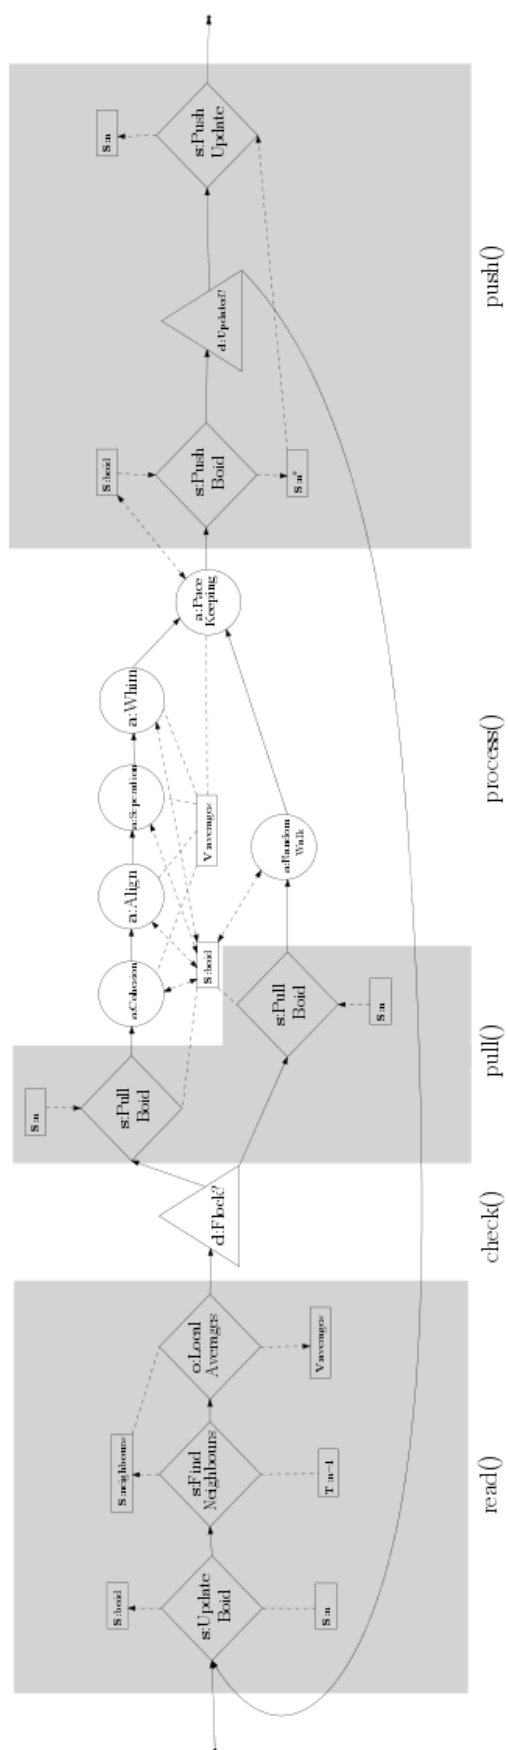 S:boid
s:Update
Boid
S:n
S:neighbours
s:Find
Neighbours
T:n-1
o:Local
Averages
V:averages
read()
d:Flock?
check()
S:n
s:Pull
Boid
s:Pull
Boid
S:n
pull()
a:Cohesion
a:Align
a:Seperation
a:Whim
S:boid
V:averages
a:Random
Walk
a:Pace
Keeping
process()
S:boid
s:Push
Boid
S:n'
d:Updated?
S:n
s:Push
Update
push()